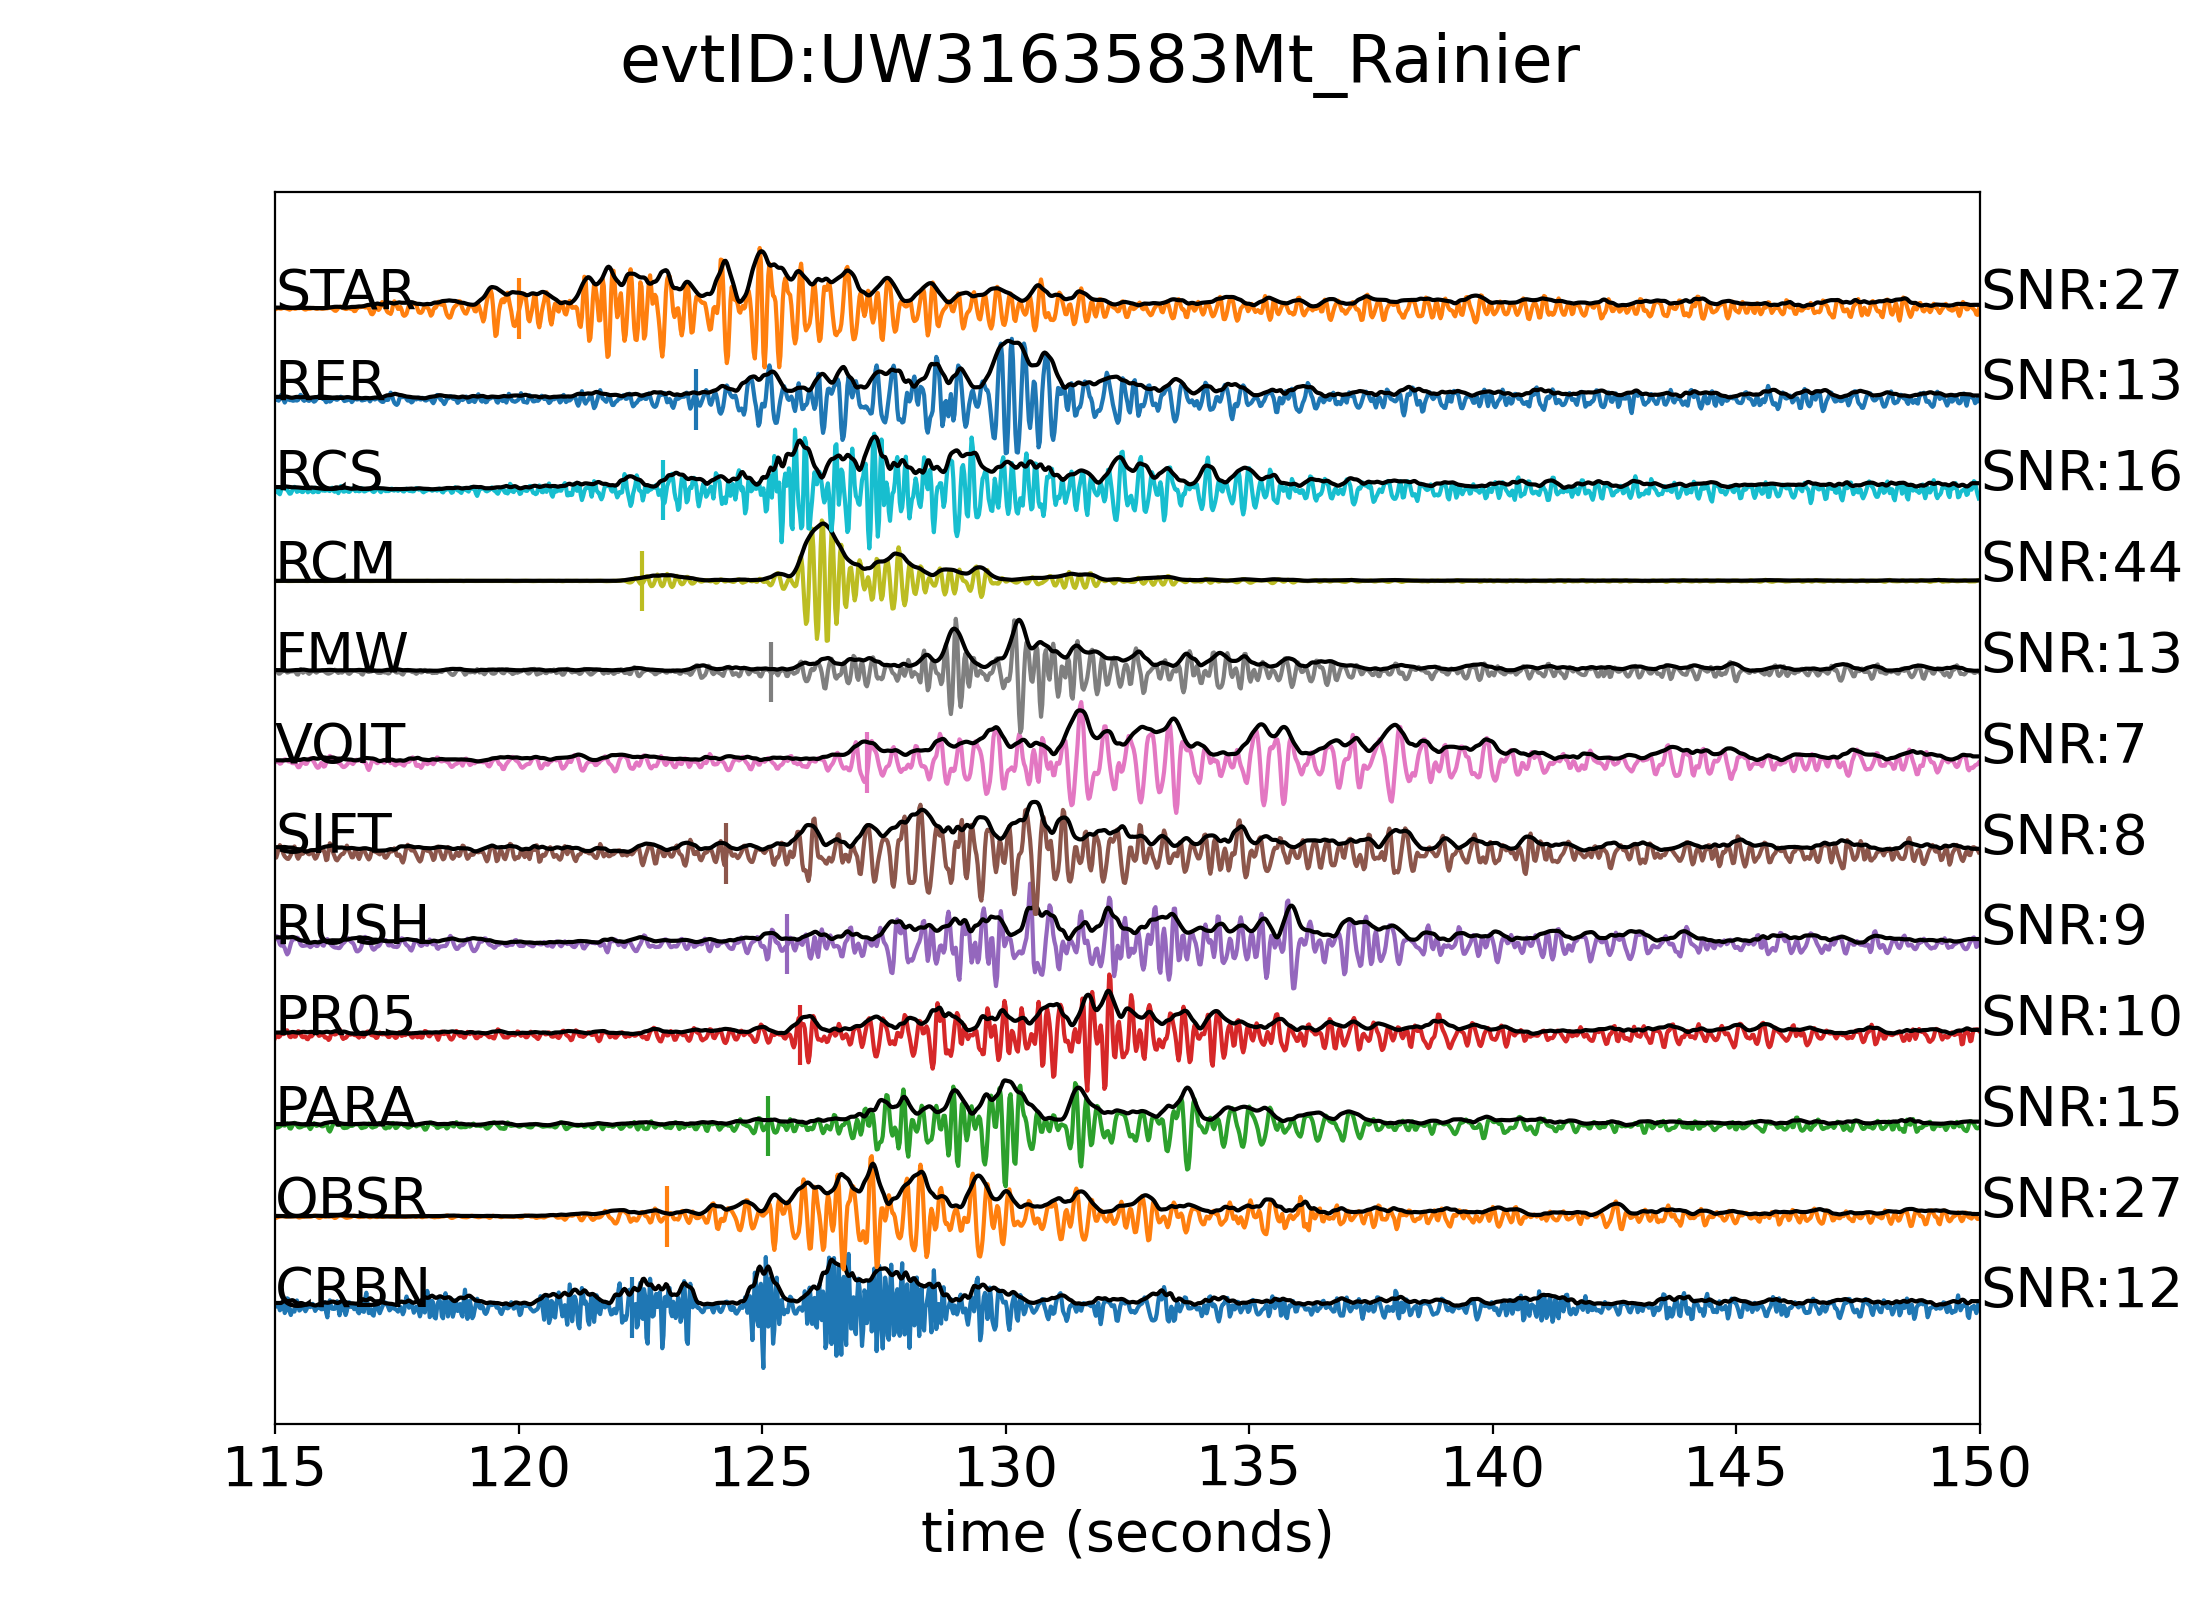 evtID:UW3163583Mt_Rainier
STAR SNR:27
RER SNR:13
RCS SNR:16
RCM SNR:44
FMW SNR:13
VOIT SNR:7
SIFT SNR:8
RUSH SNR:9
PR05 SNR:10
PARA SNR:15
OBSR SNR:27
CRBN SNR:12
115 120 125 130 135 140 145 150
time (seconds)